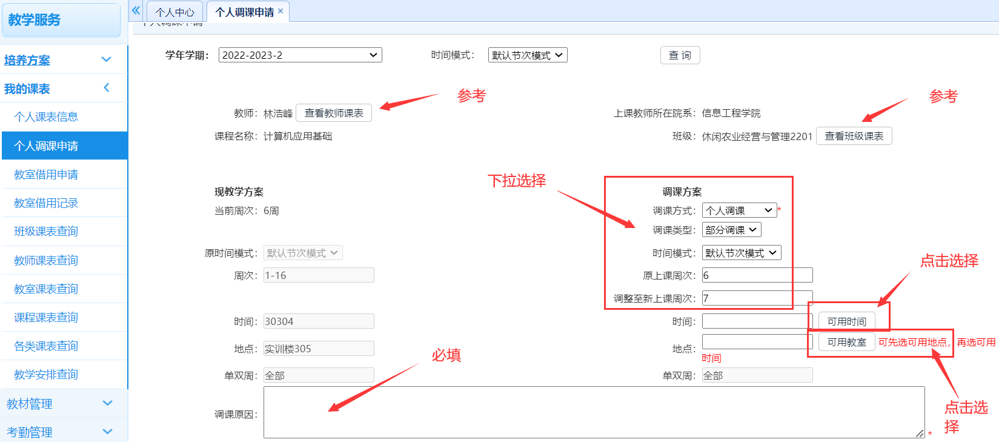 教学服务
个人中心
个人调课申请 ×
个人调课申请
培养方案
我的课表
个人课表信息
个人调课申请
教室借用申请
教室借用记录
班级课表查询
教师课表查询
教室课表查询
课程课表查询
各类课表查询
教学安排查询
教材管理
考勤管理
学年学期： 2022-2023-2 时间模式： 默认节次模式 查 询
参考 参考
教师： 林浩峰 查看教师课表 上课教师所在院系： 信息工程学院
课程名称： 计算机应用基础 班级： 休闲农业经营与管理2201 查看班级课表
下拉选择
现教学方案 调课方案
当前周次： 6周 调课方式： 个人调课 *
调课类型： 部分调课
原时间模式： 默认节次模式 时间模式： 默认节次模式
点击选择
周次： 1-16 原上课周次： 6
调整至新上课周次： 7
时间： 30304 时间： 可用时间
地点： 实训楼305 地点： 可用教室 可先选可用地点，再选可用
时间
必填
单双周： 全部 单双周： 全部
点击选
择
调课原因： *